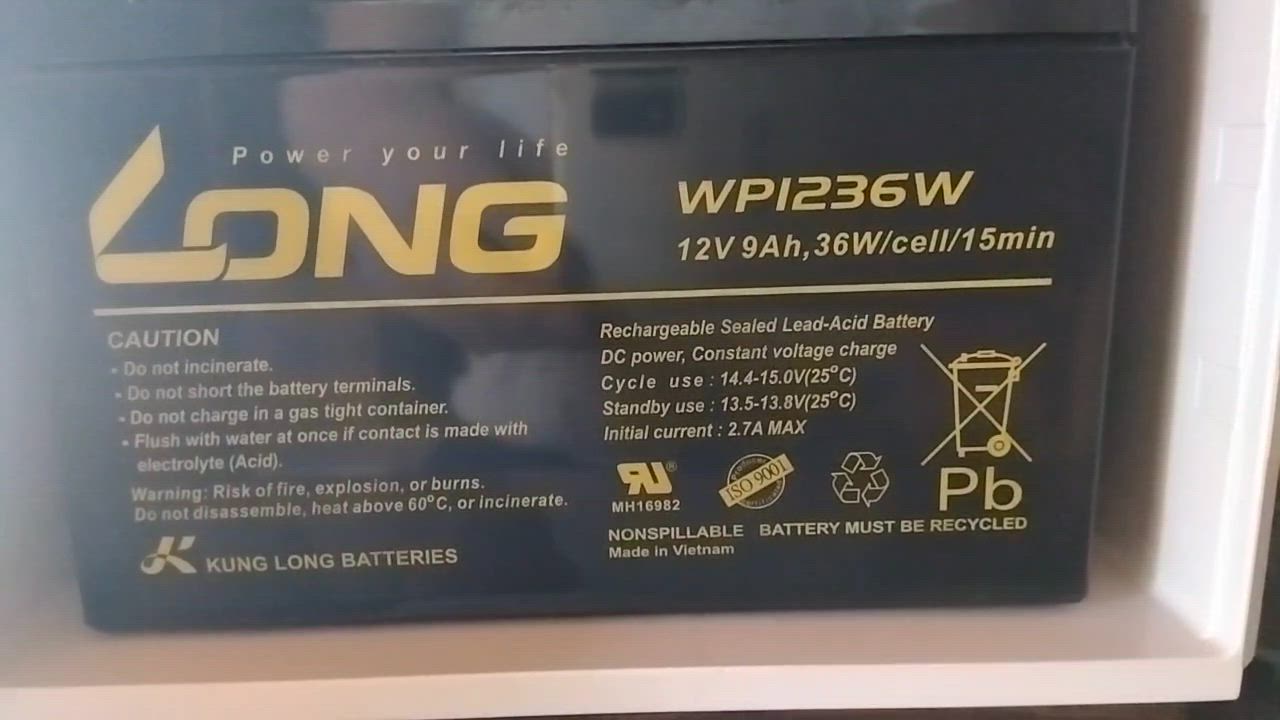 Power your life
LONG
WP1236W
12V 9Ah,36W/cell/15min
CAUTION
• Do not incinerate.
• Do not short the battery terminals.
• Do not charge in a gas tight container.
• Flush with water at once if contact is made with
electrolyte (Acid).
Warning: Risk of fire, explosion, or burns.
Do not disassemble, heat above 60°C, or incinerate.
KUNG LONG BATTERIES
Rechargeable Sealed Lead-Acid Battery
DC power, Constant voltage charge
Cycle use : 14.4-15.0V(25°C)
Standby use : 13.5-13.8V(25°C)
Initial current : 2.7A MAX
®
MH16982
ISO 9001
Pb
NONSPILLABLE BATTERY MUST BE RECYCLED
Made in Vietnam